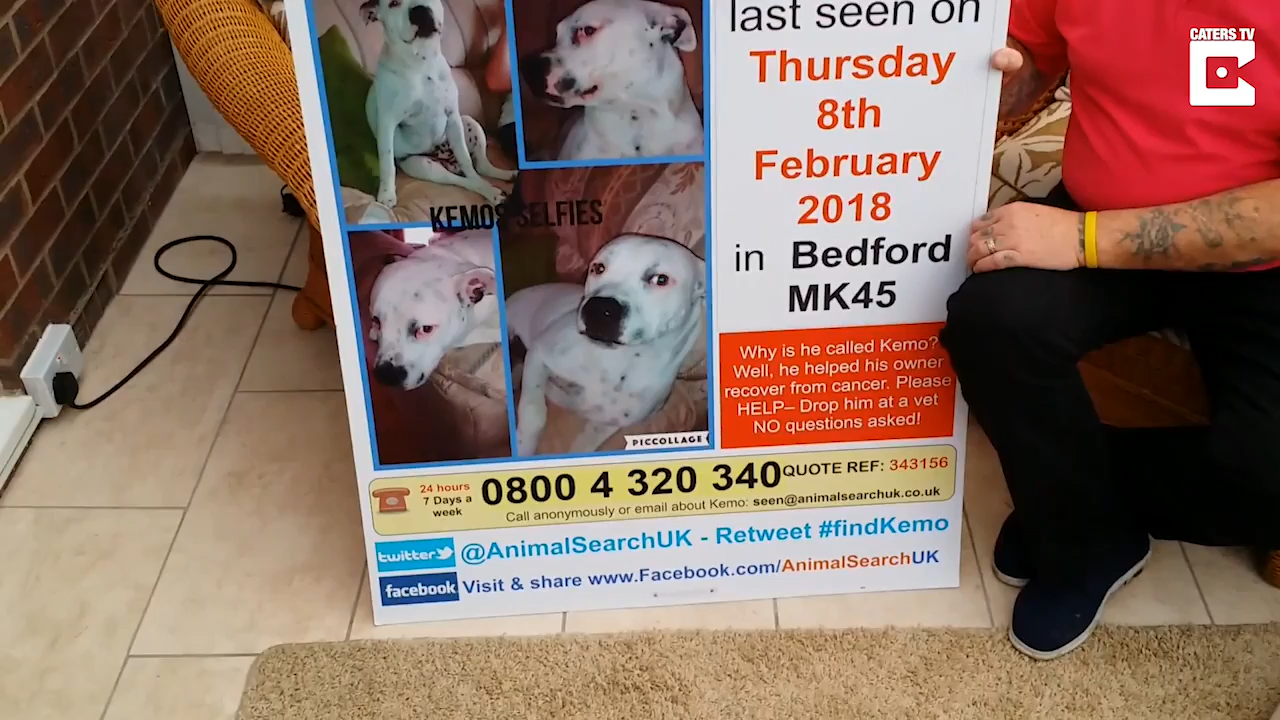 CATERS TV
last seen on
Thursday
8th
February
2018
in Bedford
MK45
KEMOS SELFIES
PICCOLLAGE
Why is he called Kemo?
Well, he helped his owner
recover from cancer. Please
HELP– Drop him at a vet
NO questions asked!
24 hours
7 Days a
week
0800 4 320 340
QUOTE REF: 343156
Call anonymously or email about Kemo: seen@animalsearchuk.co.uk
twitter
@AnimalSearchUK - Retweet #findKemo
facebook
Visit & share www.Facebook.com/AnimalSearchUK